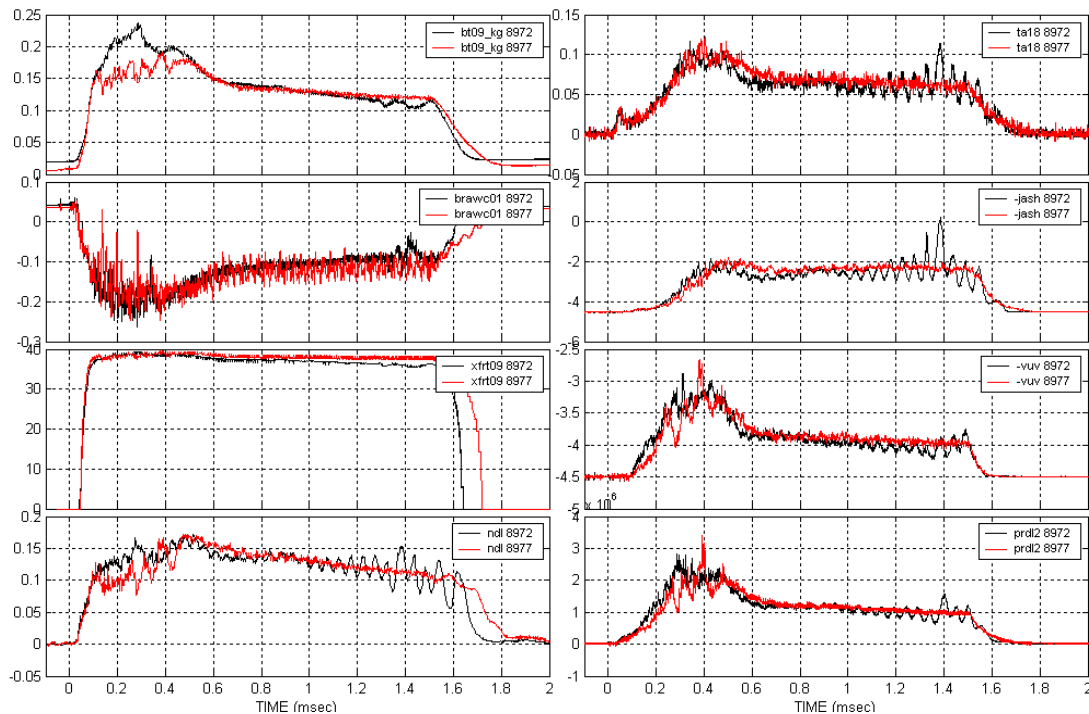 0.25
0.2
0.15
0.1
0.05
0
bt09_kg 8972
bt09_kg 8977
0.1
0
-0.1
-0.2
-0.3
brawc01 8972
brawc01 8977
40
30
20
10
0
xfrt09 8972
xfrt09 8977
0.2
0.15
0.1
0.05
0
-0.05
ndl 8972
ndl 8977
0 0.2 0.4 0.6 0.8 1 1.2 1.4 1.6 1.8 2
TIME (msec)
0.15
0.1
0.05
0
0.05
ta18 8972
ta18 8977
2
0
-2
-4
-6
-jash 8972
-jash 8977
-2.5
-3
-3.5
-4
-4.5
-5
-vuv 8972
-vuv 8977
x 10^6
4
3
2
1
0
-1
prdl2 8972
prdl2 8977
0 0.2 0.4 0.6 0.8 1 1.2 1.4 1.6 1.8 2
TIME (msec)